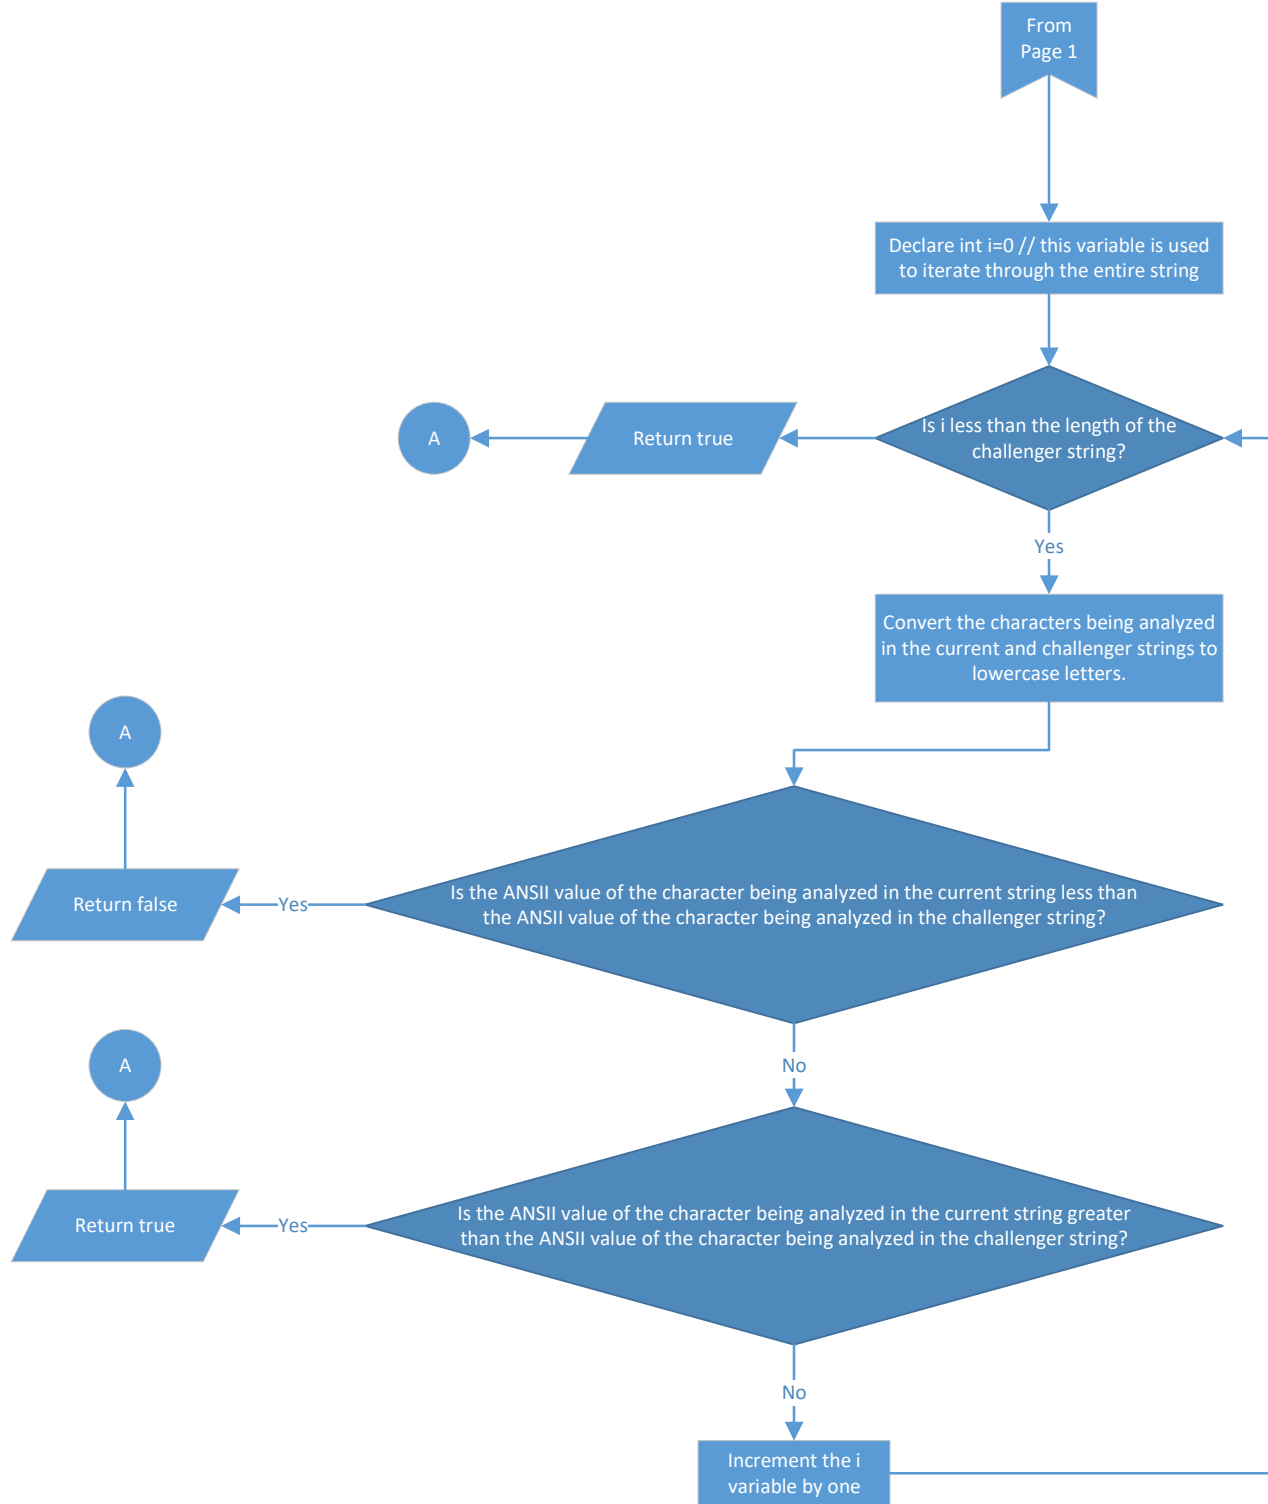 From
Page 1
Declare int i=0 // this variable is used
to iterate through the entire string
A
Return true
Is i less than the length of the
challenger string?
Yes
Convert the characters being analyzed
in the current and challenger strings to
lowercase letters.
A
Return false
Yes
Is the ANSII value of the character being analyzed in the current string less than
the ANSII value of the character being analyzed in the challenger string?
No
A
Return true
Yes
Is the ANSII value of the character being analyzed in the current string greater
than the ANSII value of the character being analyzed in the challenger string?
No
Increment the i
variable by one